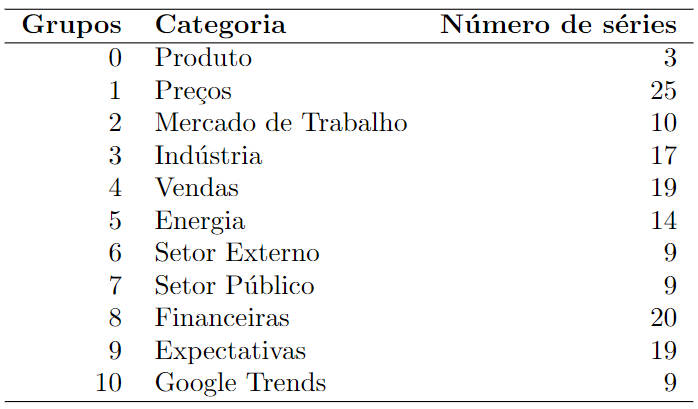 Grupos Categoria Número de séries
0 Produto 3
1 Preços 25
2 Mercado de Trabalho 10
3 Indústria 17
4 Vendas 19
5 Energia 14
6 Setor Externo 9
7 Setor Público 9
8 Financeiras 20
9 Expectativas 19
10 Google Trends 9